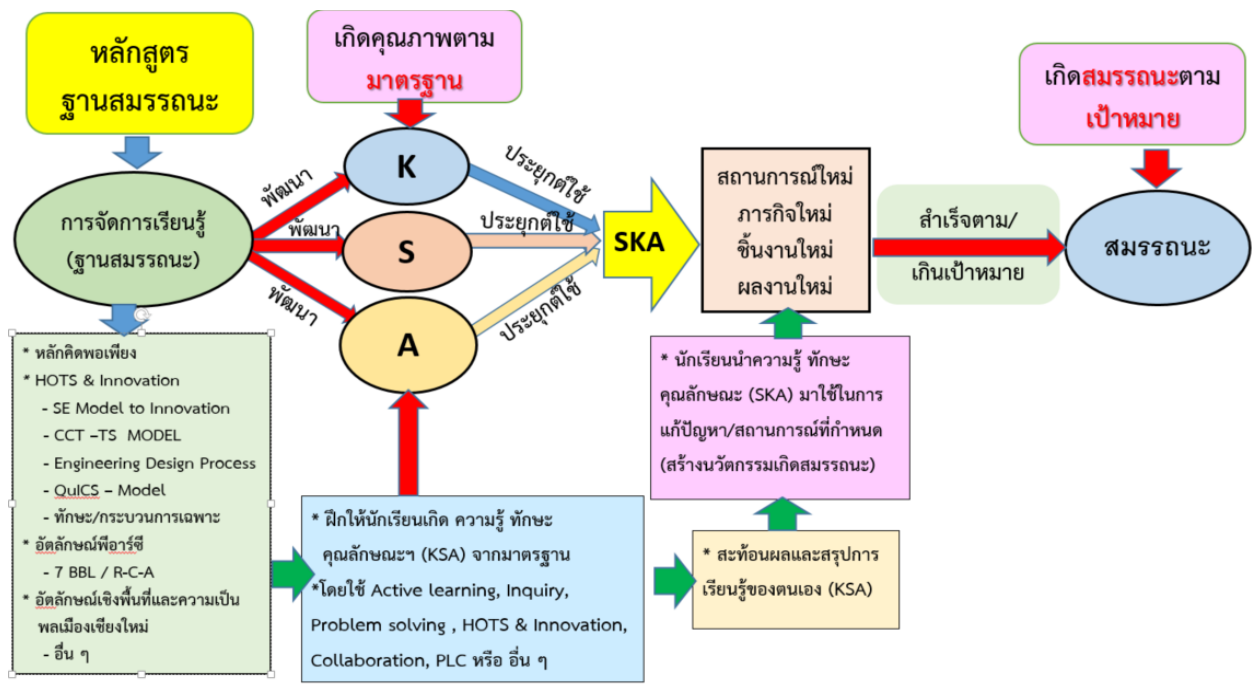 หลักสูตร
ฐานสมรรถนะ
เกิดคุณภาพตาม
มาตรฐาน
เกิดสมรรถนะตาม
เป้าหมาย
การจัดการเรียนรู้
(ฐานสมรรถนะ)
พัฒนา
พัฒนา
พัฒนา
K
S
A
ประยุกต์ใช้
ประยุกต์ใช้
ประยุกต์ใช้
SKA
สถานการณ์ใหม่
ภารกิจใหม่
ชิ้นงานใหม่
ผลงานใหม่
สำเร็จตาม/
เกินเป้าหมาย
สมรรถนะ
* หลักคิดพอเพียง
* HOTS & Innovation
- SE Model to Innovation
- CCT –TS MODEL
- Engineering Design Process
- QuICS – Model
- ทักษะ/กระบวนการเฉพาะ
* อัตลักษณ์พีอาร์ซี
- 7 BBL / R-C-A
* อัตลักษณ์เชิงพื้นที่และความเป็น
พลเมืองเชียงใหม่
- อื่น ๆ
* ฝึกให้นักเรียนเกิด ความรู้ ทักษะ
คุณลักษณะฯ (KSA) จากมาตรฐาน
*โดยใช้ Active learning, Inquiry,
Problem solving , HOTS & Innovation,
Collaboration, PLC หรือ อื่น ๆ
* สะท้อนผลและสรุปการ
เรียนรู้ของตนเอง (KSA)
* นักเรียนนำความรู้ ทักษะ
คุณลักษณะ (SKA) มาใช้ในการ
แก้ปัญหา/สถานการณ์ที่กำหนด
(สร้างนวัตกรรมเกิดสมรรถนะ)